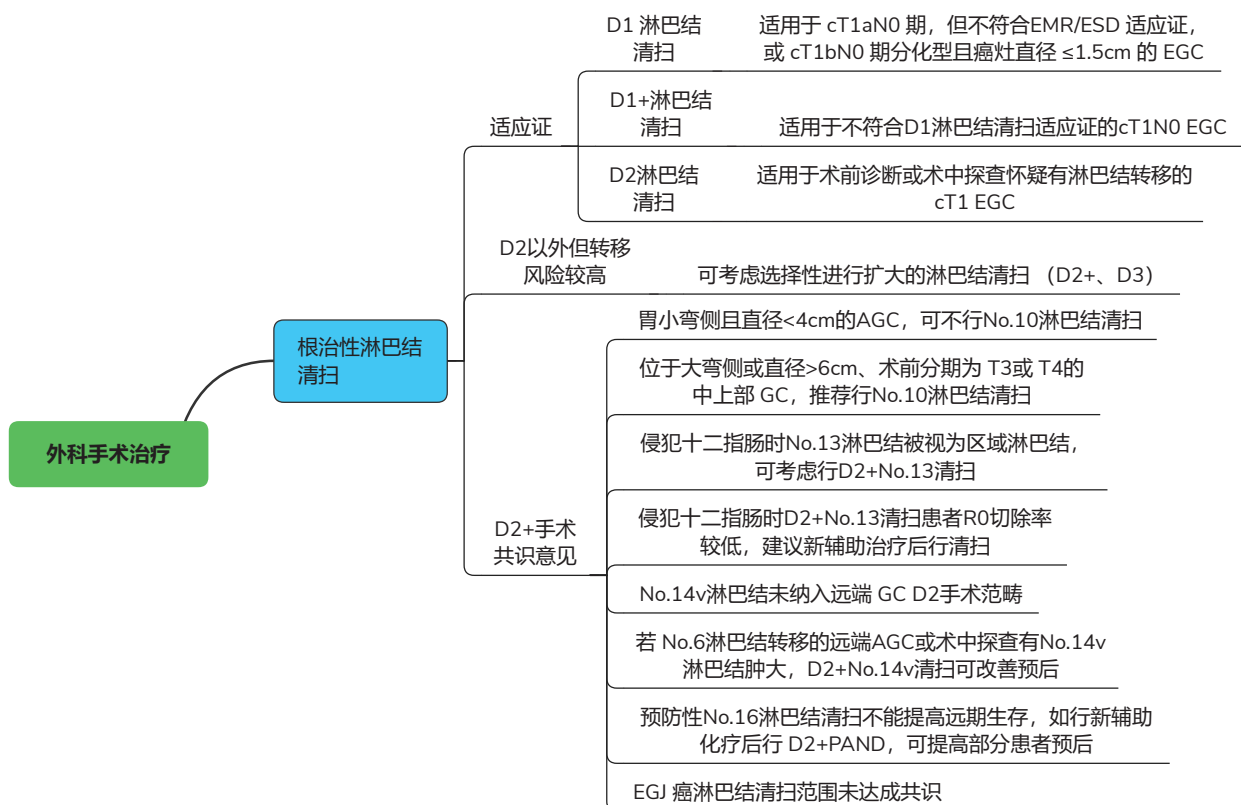 D1 淋巴结
清扫
适用于 cT1aN0 期，但不符合EMR/ESD 适应证，
或 cT1bN0 期分化型且癌灶直径 ≤1.5cm 的 EGC
适应证
D1+淋巴结
清扫
适用于不符合D1淋巴结清扫适应证的cT1N0 EGC
D2淋巴结
清扫
适用于术前诊断或术中探查怀疑有淋巴结转移的
cT1 EGC
D2以外但转移
风险较高
可考虑选择性进行扩大的淋巴结清扫 （D2+、D3）
根治性淋巴结
清扫
外科手术治疗
D2+手术
共识意见
胃小弯侧且直径<4cm的AGC，可不行No.10淋巴结清扫
位于大弯侧或直径>6cm、术前分期为 T3或 T4的
中上部 GC，推荐行No.10淋巴结清扫
侵犯十二指肠时No.13淋巴结被视为区域淋巴结，
可考虑行D2+No.13清扫
侵犯十二指肠时D2+No.13清扫患者R0切除率
较低，建议新辅助治疗后行清扫
No.14v淋巴结未纳入远端 GC D2手术范畴
若 No.6淋巴结转移的远端AGC或术中探查有No.14v
淋巴结肿大，D2+No.14v清扫可改善预后
预防性No.16淋巴结清扫不能提高远期生存，如行新辅助
化疗后行 D2+PAND，可提高部分患者预后
EGJ 癌淋巴结清扫范围未达成共识